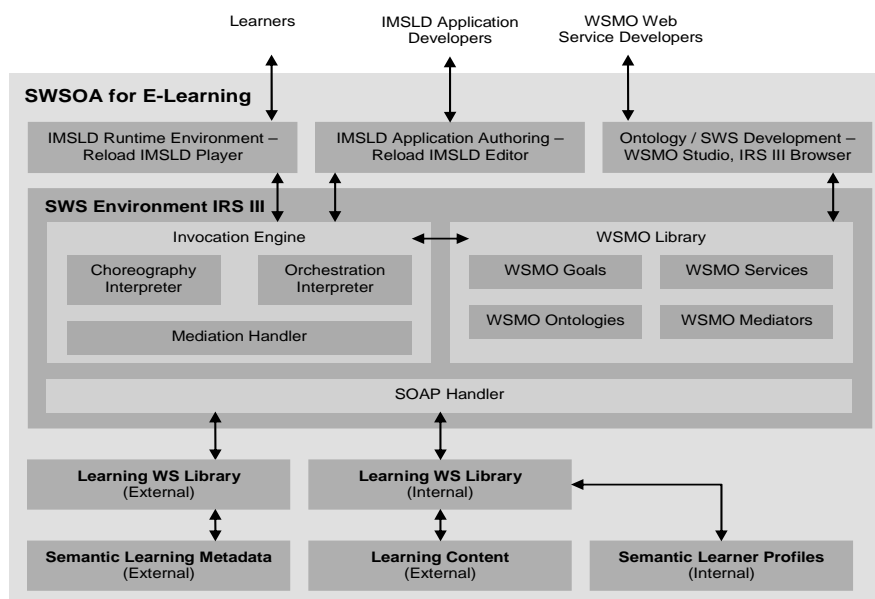 Learners
IMSLD Application
Developers
WSMO Web
Service Developers
SWSOA for E-Learning
IMSLD Runtime Environment –
Reload IMSLD Player
IMSLD Application Authoring –
Reload IMSLD Editor
Ontology / SWS Development –
WSMO Studio, IRS III Browser
SWS Environment IRS III
Invocation Engine
Choreography
Interpreter
Orchestration
Interpreter
Mediation Handler
WSMO Library
WSMO Goals
WSMO Services
WSMO Ontologies
WSMO Mediators
SOAP Handler
Learning WS Library
(External)
Learning WS Library
(Internal)
Semantic Learning Metadata
(External)
Learning Content
(External)
Semantic Learner Profiles
(Internal)